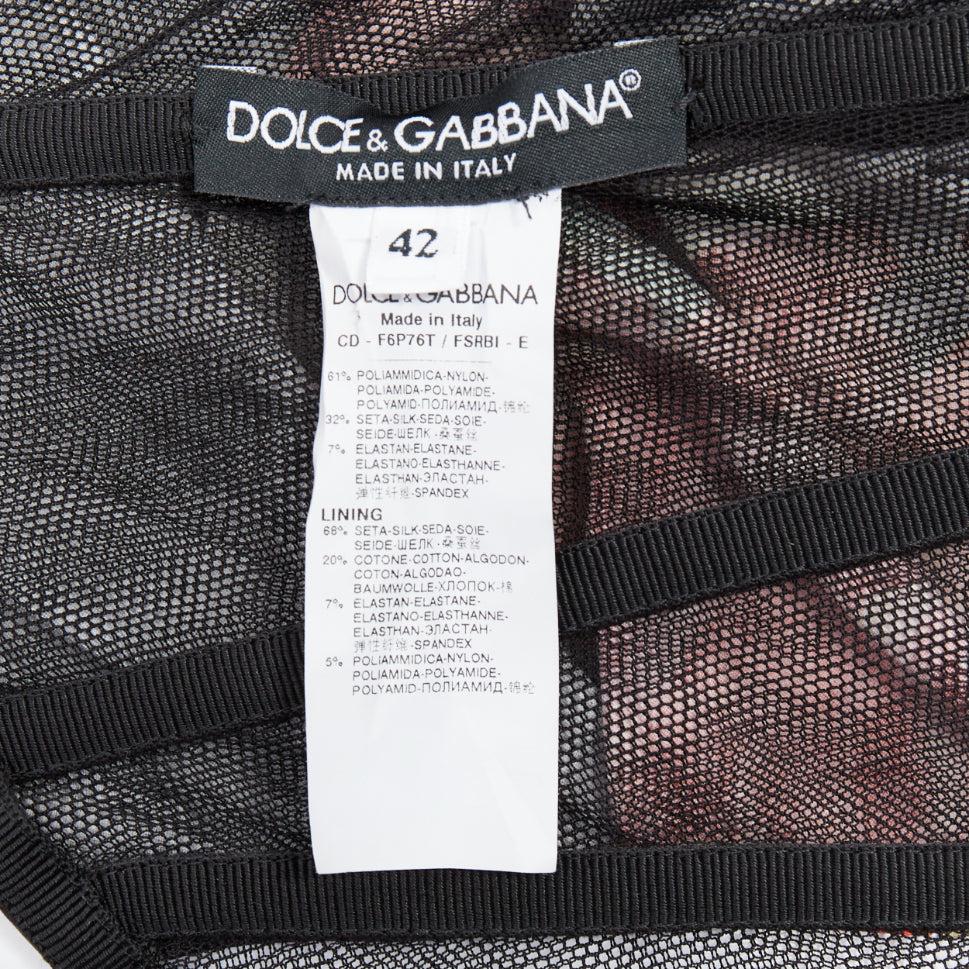 DOLCE & GABBANA®
MADE IN ITALY
42
DOLCE & GABBANA
Made in Italy
CD - F6P76T / FSRBI - E
61% POLIAMMIDICA-NYLON-
POLIAMIDA-POLYAMIDE-
POLYAMID-ПОЛИАМИД-锦纶
32% SETA-SILK-SEDA-SOIE-
SEIDE-ШЕЛК-桑蚕丝
7% ELASTAN-ELASTANE-
ELASTANO-ELASTHANNE-
ELASTHAN-ЭЛАСТАН-
弹性纤维-SPANDEX
LINING
68% SETA-SILK-SEDA-SOIE-
SEIDE-ШЕЛК-桑蚕丝
20% COTONE-COTTON-ALGODON-
COTON-ALGODAO-
BAUMWOLLE-ХЛОПОК-棉
7% ELASTAN-ELASTANE-
ELASTANO-ELASTHANNE-
ELASTHAN-ЭЛАСТАН-
弹性纤维-SPANDEX
5% POLIAMMIDICA-NYLON-
POLIAMIDA-POLYAMIDE-
POLYAMID-ПОЛИАМИД-锦纶